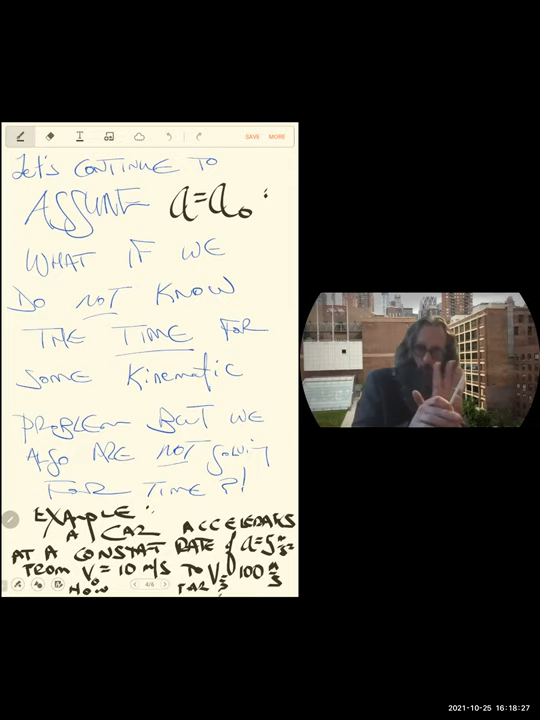 SAVE MORE
Let's CONTINUE TO
ASSUME a=a₀:
WHAT IF WE
DO NOT KNOW
THE TIME FOR
SOME Kinematic
PROBLEM BUT WE
ALSO ARE NOT Solving
FOR TIME ?!
EXAMPLE:
A CAR ACCELERATES
AT A CONSTAT RATE of a=5 m/s²
FROM V₀= 10 m/s TO V= 100 m/s
HOW FAR ?
4/6
2021-10-25 16:18:27